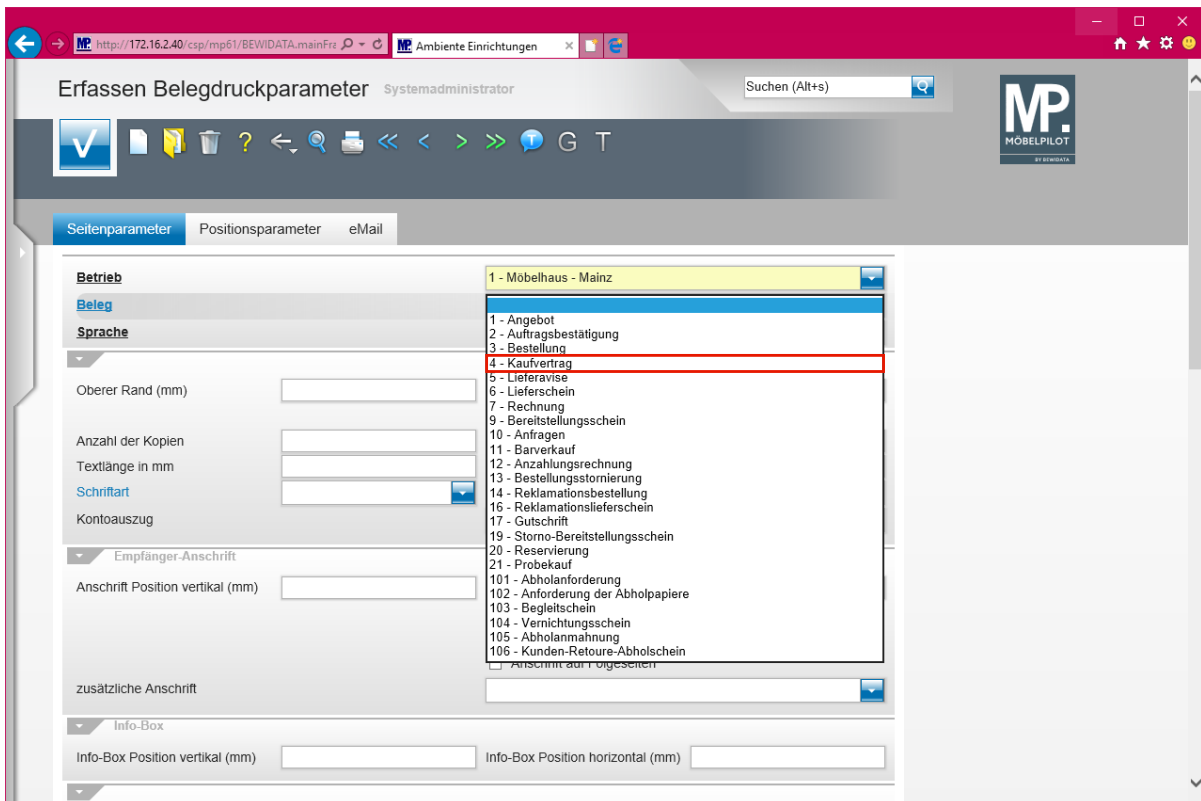 http://172.16.2.40/csp/mp61/BEWIDATA.mainFra
MP Ambiente Einrichtungen
Erfassen Belegdruckparameter Systemadministrator
Suchen (Alt+s)
MP.
MÖBELPILOT
BY BEWIDATA
? T G T
Seitenparameter Positionsparameter eMail
Betrieb 1 - Möbelhaus - Mainz
Beleg
Sprache
1 - Angebot
2 - Auftragsbestätigung
3 - Bestellung
4 - Kaufvertrag
5 - Lieferavise
6 - Lieferschein
7 - Rechnung
9 - Bereitstellungsschein
10 - Anfragen
11 - Barverkauf
12 - Anzahlungsrechnung
13 - Bestellungsstornierung
14 - Reklamationsbestellung
16 - Reklamationslieferschein
17 - Gutschrift
19 - Storno-Bereitstellungsschein
20 - Reservierung
21 - Probekauf
101 - Abholanforderung
102 - Anforderung der Abholpapiere
103 - Begleitschein
104 - Vernichtungsschein
105 - Abholanmahnung
106 - Kunden-Retoure-Abholschein
Oberer Rand (mm)
Anzahl der Kopien
Textlänge in mm
Schriftart
Kontoauszug
Empfänger-Anschrift
Anschrift Position vertikal (mm)
Anschrift auf Folgeseiten
zusätzliche Anschrift
Info-Box
Info-Box Position vertikal (mm) Info-Box Position horizontal (mm)